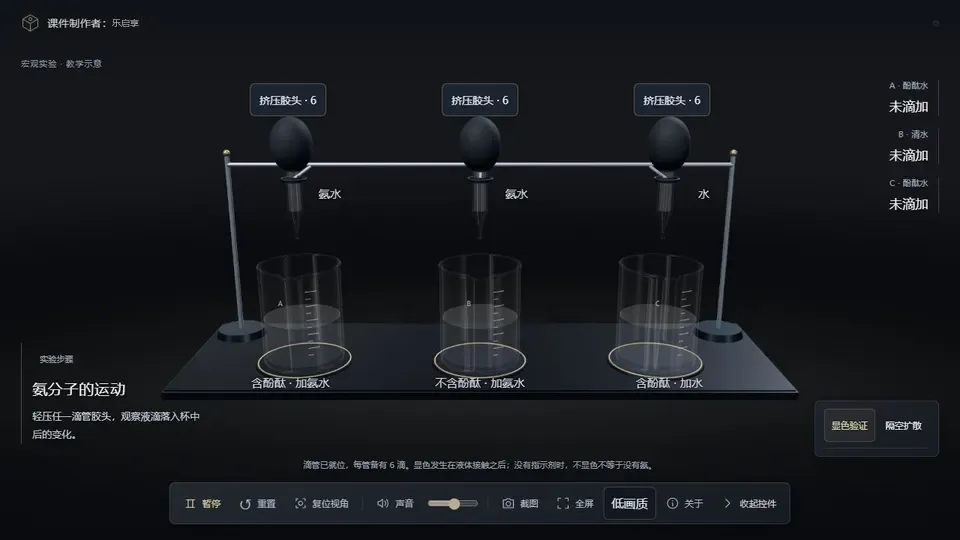 课件制作者：乐启享
宏观实验 · 教学示意
挤压胶头 · 6
挤压胶头 · 6
挤压胶头 · 6
A · 酚酞水
未滴加
B · 清水
未滴加
C · 酚酞水
未滴加
氨水
氨水
水
A
B
C
实验步骤
氨分子的运动
轻压任一滴管胶头，观察液滴落入杯中
后的变化。
含酚酞 · 加氨水
不含酚酞 · 加氨水
含酚酞 · 加水
显色验证
隔空扩散
滴管已就位，每管备有 6 滴。显色发生在液体接触之后；没有指示剂时，不显色不等于没有氨。
暂停
重置
复位视角
声音
截图
全屏
低画质
关于
收起控件